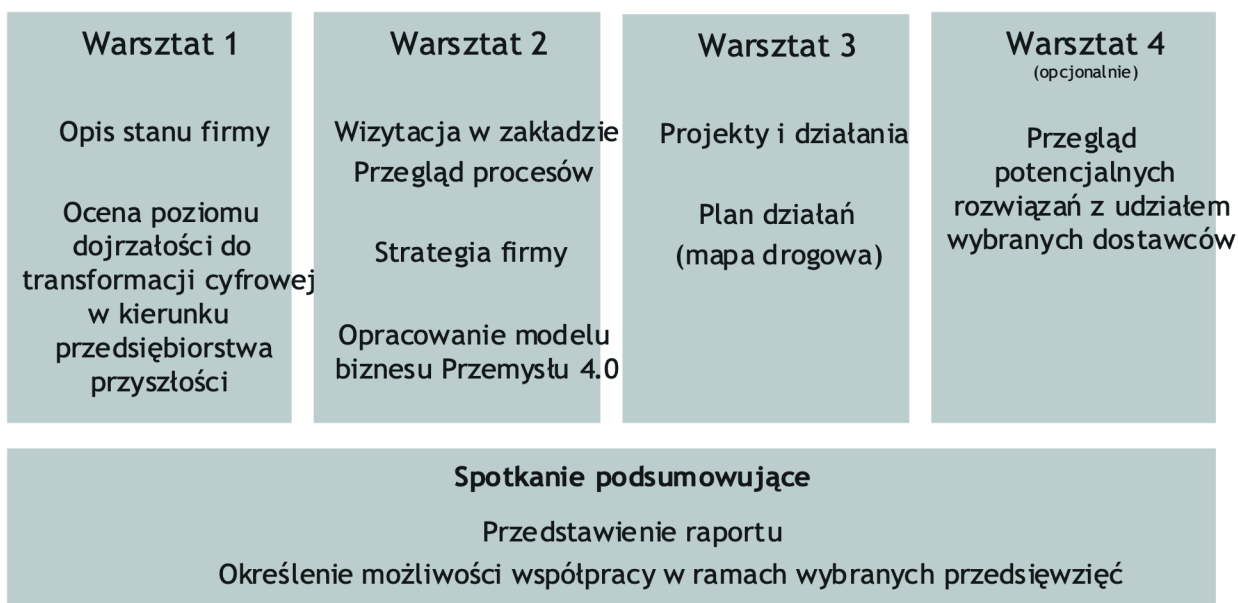 Warsztat 1
Opis stanu firmy
Ocena poziomu
dojrzałości do
transformacji cyfrowej
w kierunku
przedsiębiorstwa
przyszłości
Warsztat 2
Wizytacja w zakładzie
Przegląd procesów
Strategia firmy
Opracowanie modelu
biznesu Przemysłu 4.0
Warsztat 3
Projekty i działania
Plan działań
(mapa drogowa)
Warsztat 4
(opcjonalnie)
Przegląd
potencjalnych
rozwiązań z udziałem
wybranych dostawców
Spotkanie podsumowujące
Przedstawienie raportu
Określenie możliwości współpracy w ramach wybranych przedsięwzięć